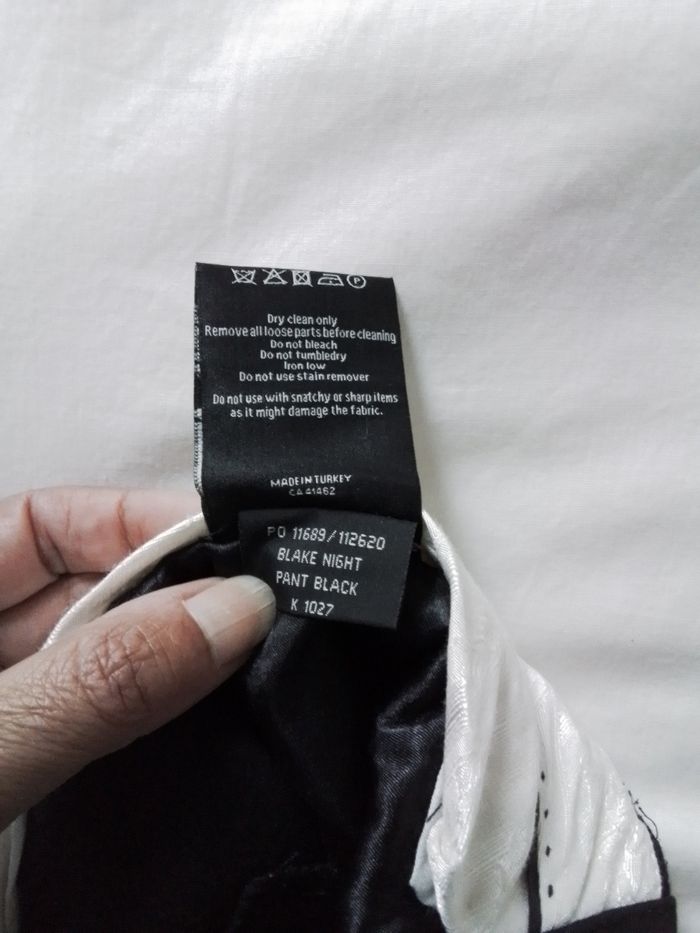 P
Dry clean only
Remove all loose parts before cleaning
Do not bleach
Do not tumbledry
Iron low
Do not use stain remover
Do not use with snatchy or sharp items
as it might damage the fabric.
MADE IN TURKEY
CA 41462
PO 11689/112620
BLAKE NIGHT
PANT BLACK
K 1027